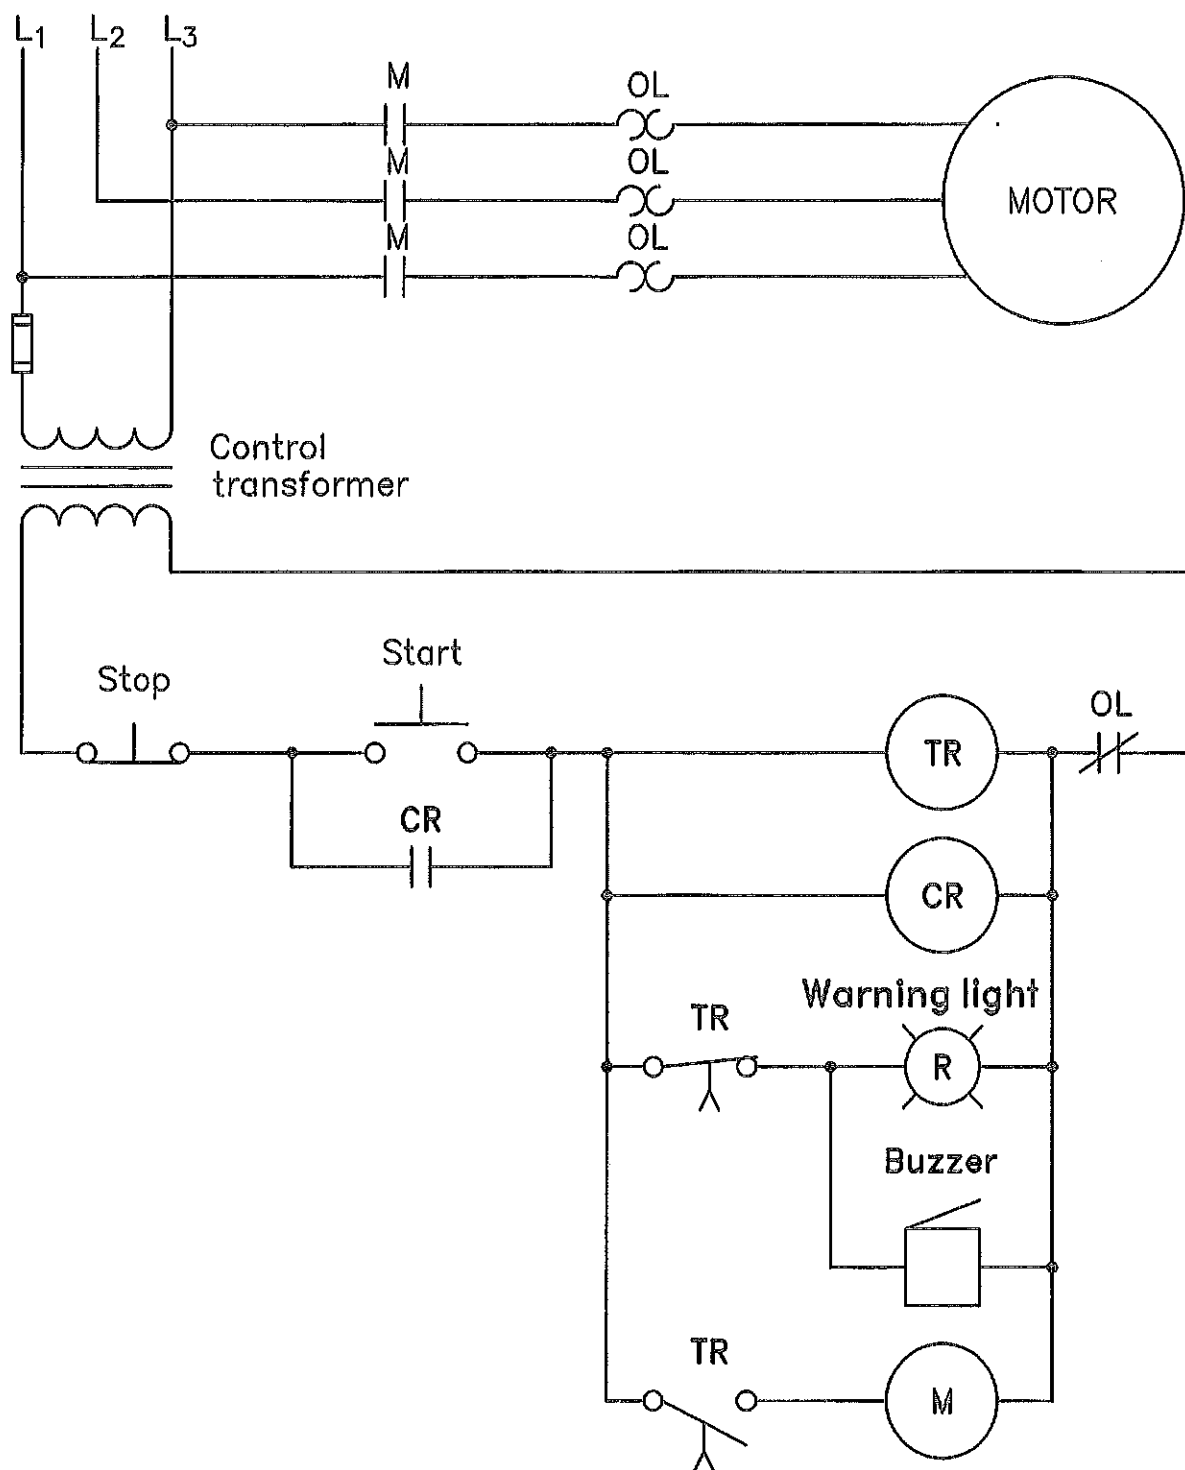 L1 L2 L3
M
OL
M
OL
MOTOR
M
OL
Control
transformer
Start
Stop
OL
TR
CR
CR
Warning light
TR
R
Buzzer
TR
M